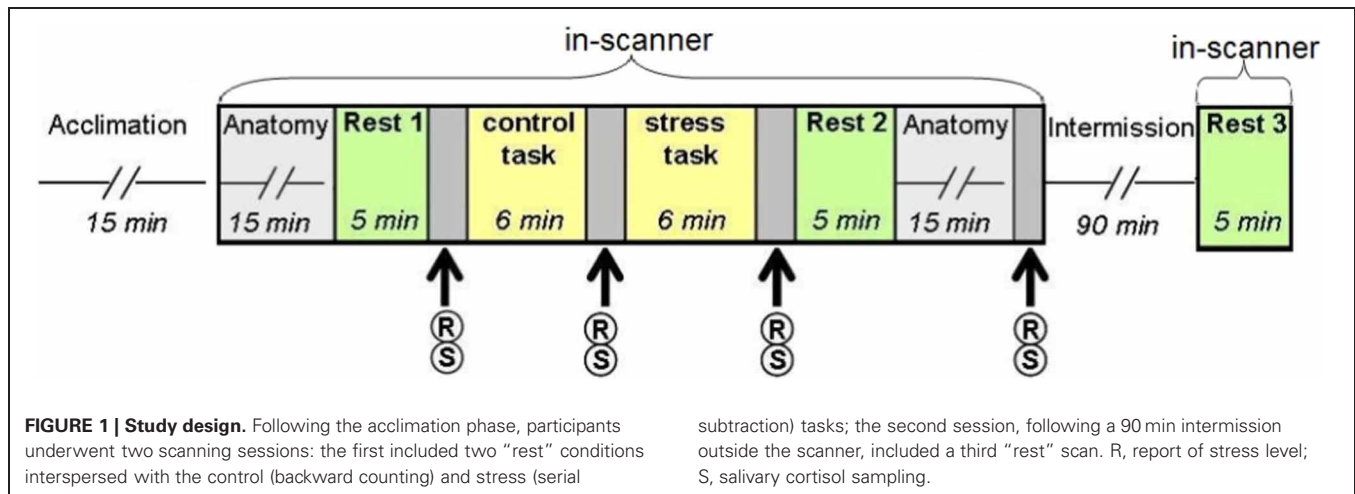 in-scanner
in-scanner
Acclimation
15 min
Anatomy
15 min
Rest 1
5 min
control
task
6 min
stress
task
6 min
Rest 2
5 min
Anatomy
15 min
Intermission
90 min
Rest 3
5 min
R
S
R
S
R
S
R
S
FIGURE 1 | Study design. Following the acclimation phase, participants
underwent two scanning sessions: the first included two “rest” conditions
interspersed with the control (backward counting) and stress (serial
subtraction) tasks; the second session, following a 90 min intermission
outside the scanner, included a third “rest” scan. R, report of stress level;
S, salivary cortisol sampling.